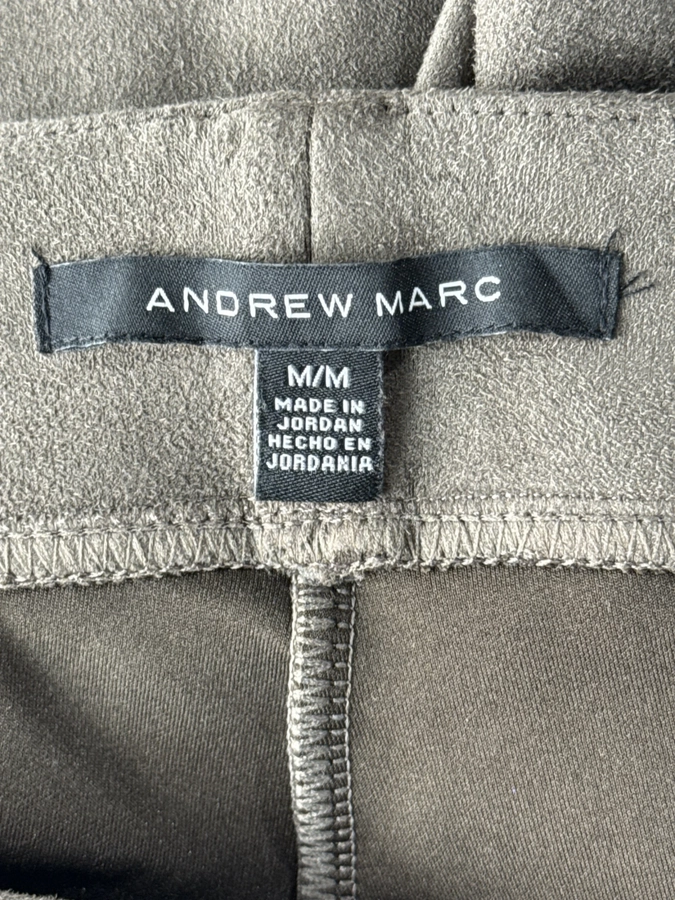 ANDREW MARC
M/M
MADE IN
JORDAN
HECHO EN
JORDANIA